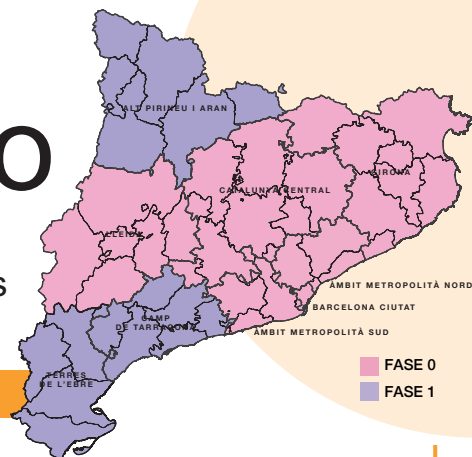 O
ALT PIRINEU I ARAN
GIRONA
CATALUNYA CENTRAL
LLEIDA
s
ÀMBIT METROPOLITÀ NORD
BARCELONA CIUTAT
CAMP
DE TARRAGONA
ÀMBIT METROPOLITÀ SUD
TERRES
DE L'EBRE
FASE 0
FASE 1